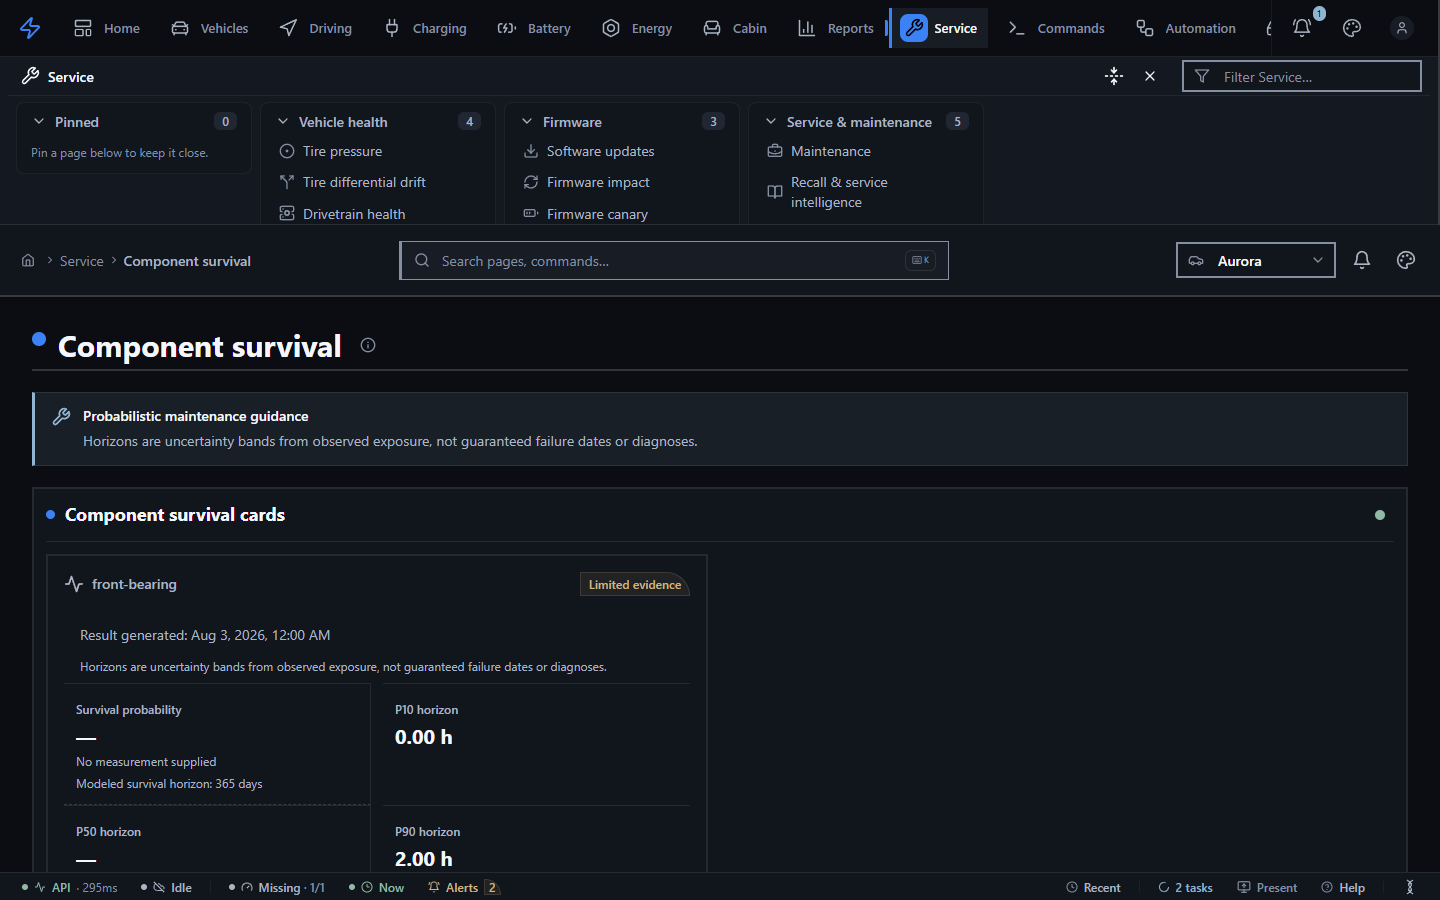 Home Vehicles Driving Charging Battery Energy Cabin Reports Service Commands Automation 1
Service Filter Service...
Pinned 0
Pin a page below to keep it close.
Vehicle health 4
Tire pressure
Tire differential drift
Drivetrain health
Firmware 3
Software updates
Firmware impact
Firmware canary
Service & maintenance 5
Maintenance
Recall & service
intelligence
Service Component survival Search pages, commands... K Aurora
Component survival
Probabilistic maintenance guidance
Horizons are uncertainty bands from observed exposure, not guaranteed failure dates or diagnoses.
Component survival cards
front-bearing Limited evidence
Result generated: Aug 3, 2026, 12:00 AM
Horizons are uncertainty bands from observed exposure, not guaranteed failure dates or diagnoses.
Survival probability
—
No measurement supplied
Modeled survival horizon: 365 days
P10 horizon
0.00 h
P50 horizon
—
P90 horizon
2.00 h
API · 295ms Idle Missing · 1/1 Now Alerts 2 Recent 2 tasks Present Help